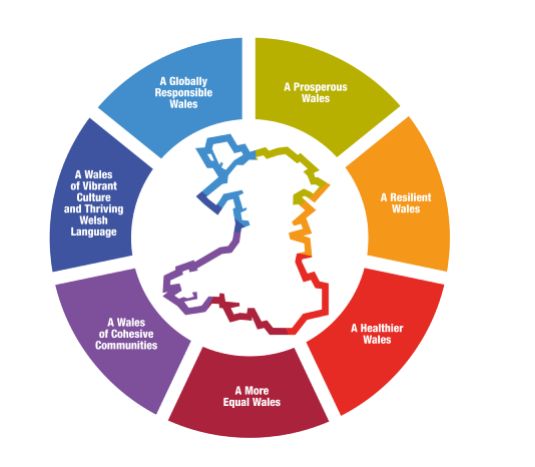 A Globally
Responsible
Wales
A Prosperous
Wales
A Resilient
Wales
A Healthier
Wales
A More
Equal Wales
A Wales
of Cohesive
Communities
A Wales
of Vibrant
Culture
and Thriving
Welsh
Language